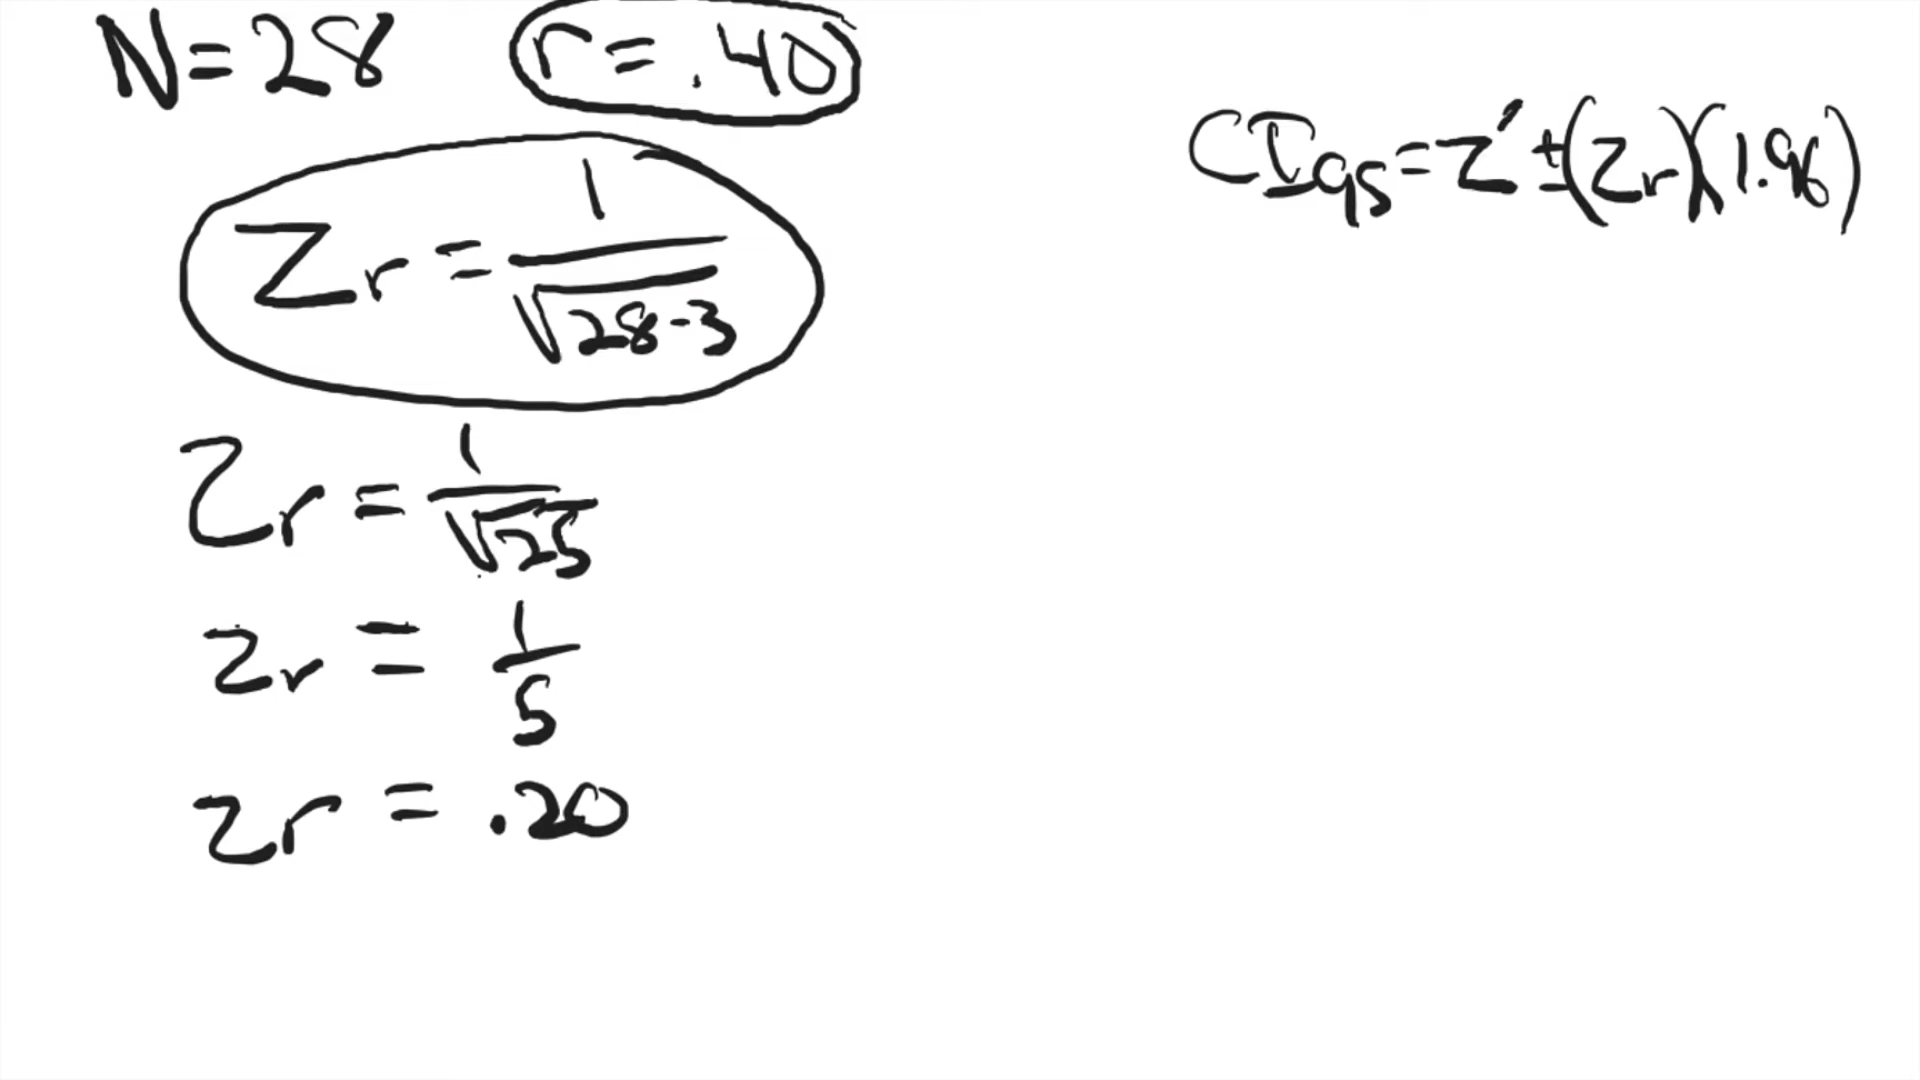 N=28 r=.40
CI95=z'±(zr)(1.96)
Zr=1/√28-3
Zr=1/√25
zr=1/5
zr=.20